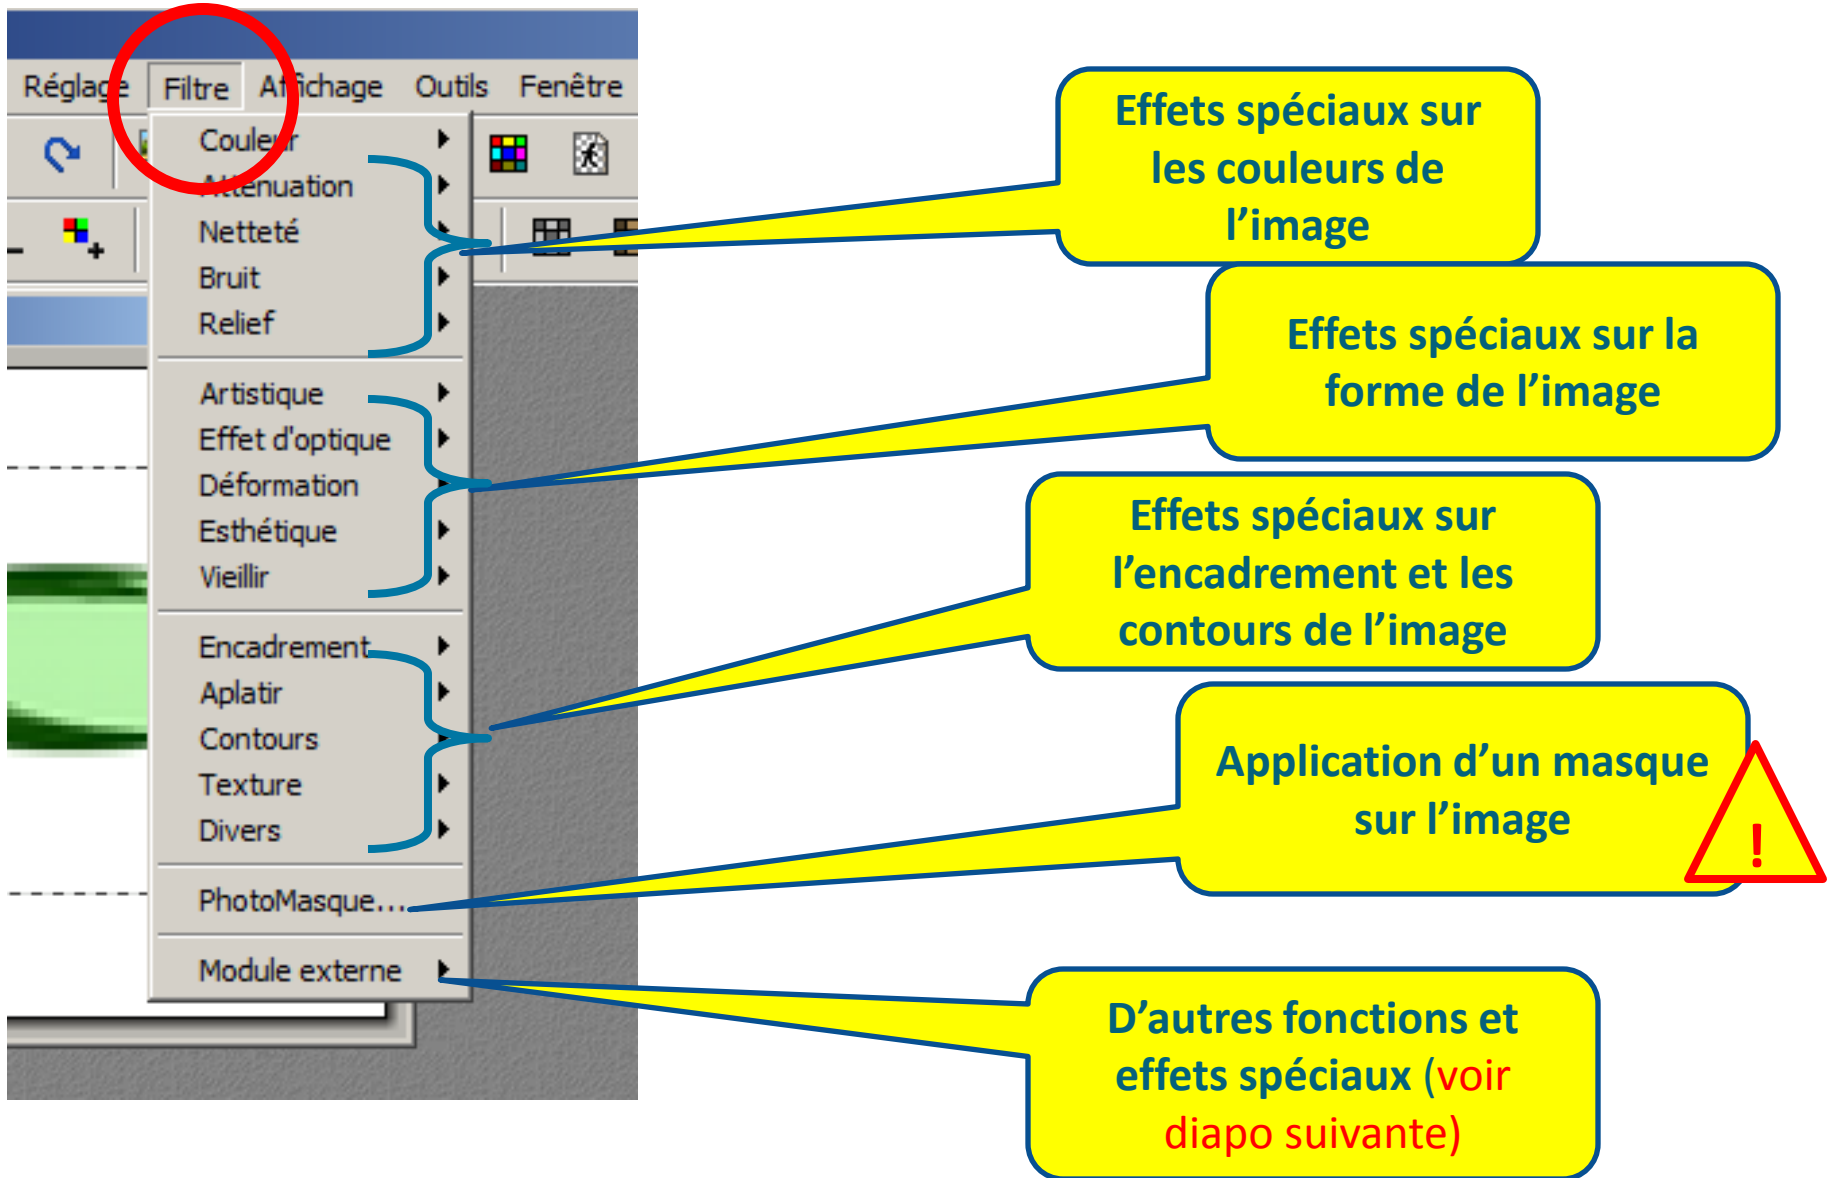 Réglage Filtre Affichage Outils Fenêtre
Couleur
Atténuation
Netteté
Bruit
Relief
Artistique
Effet d'optique
Déformation
Esthétique
Vieillir
Encadrement
Aplatir
Contours
Texture
Divers
PhotoMasque...
Module externe
Effets spéciaux sur
les couleurs de
l’image
Effets spéciaux sur la
forme de l’image
Effets spéciaux sur
l’encadrement et les
contours de l’image
Application d’un masque
sur l’image
!
D’autres fonctions et
effets spéciaux (voir
diapo suivante)